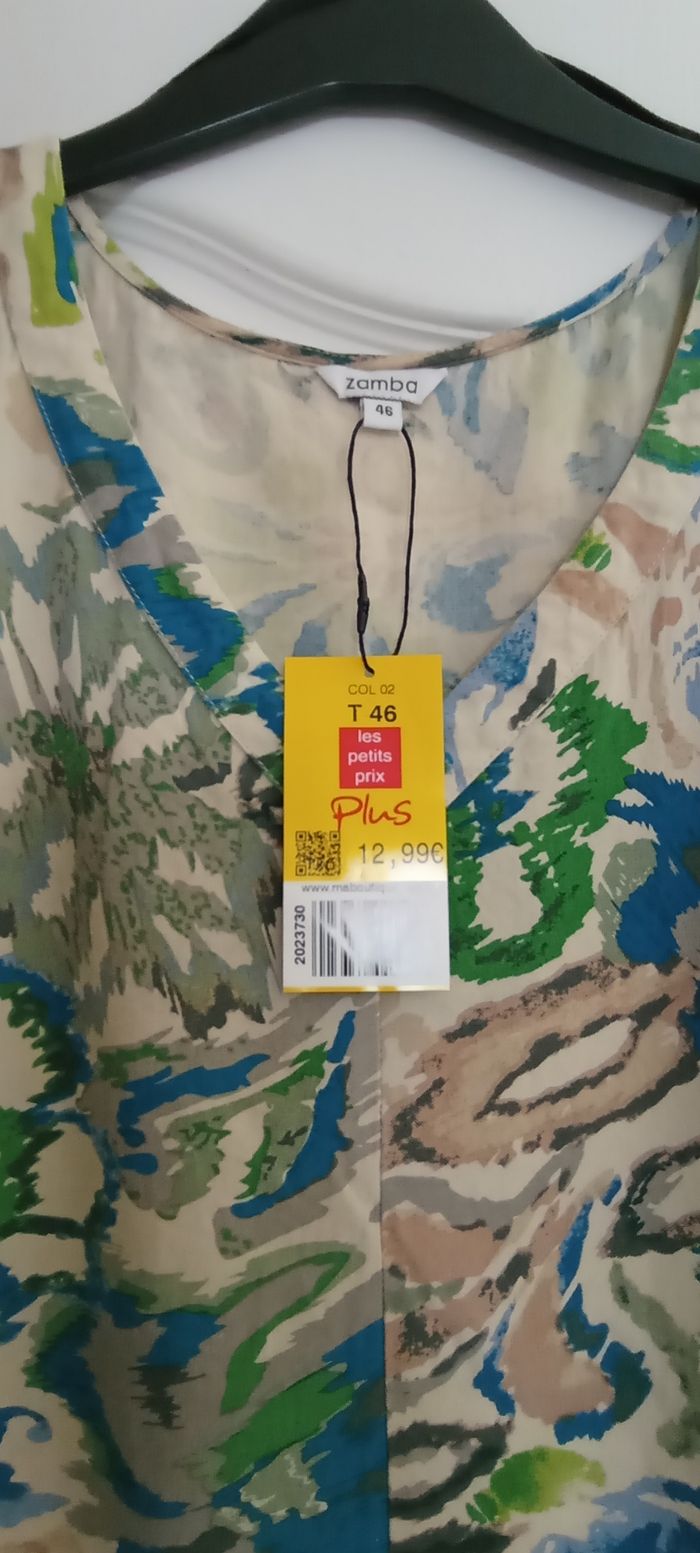 zamba
46
COL 02
T 46
les
petits
prix
Plus
12,99€
2023730